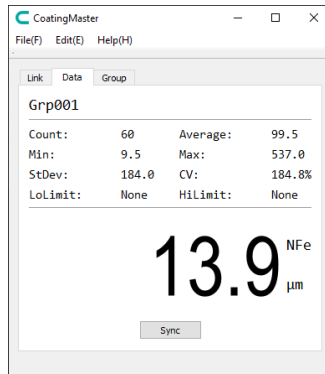 CoatingMaster
File(F) Edit(E) Help(H)
Link Data Group
Grp001
Count: 60 Average: 99.5
Min: 9.5 Max: 537.0
StDev: 184.0 CV: 184.8%
LoLimit: None HiLimit: None
13.9 NFe
µm
Sync